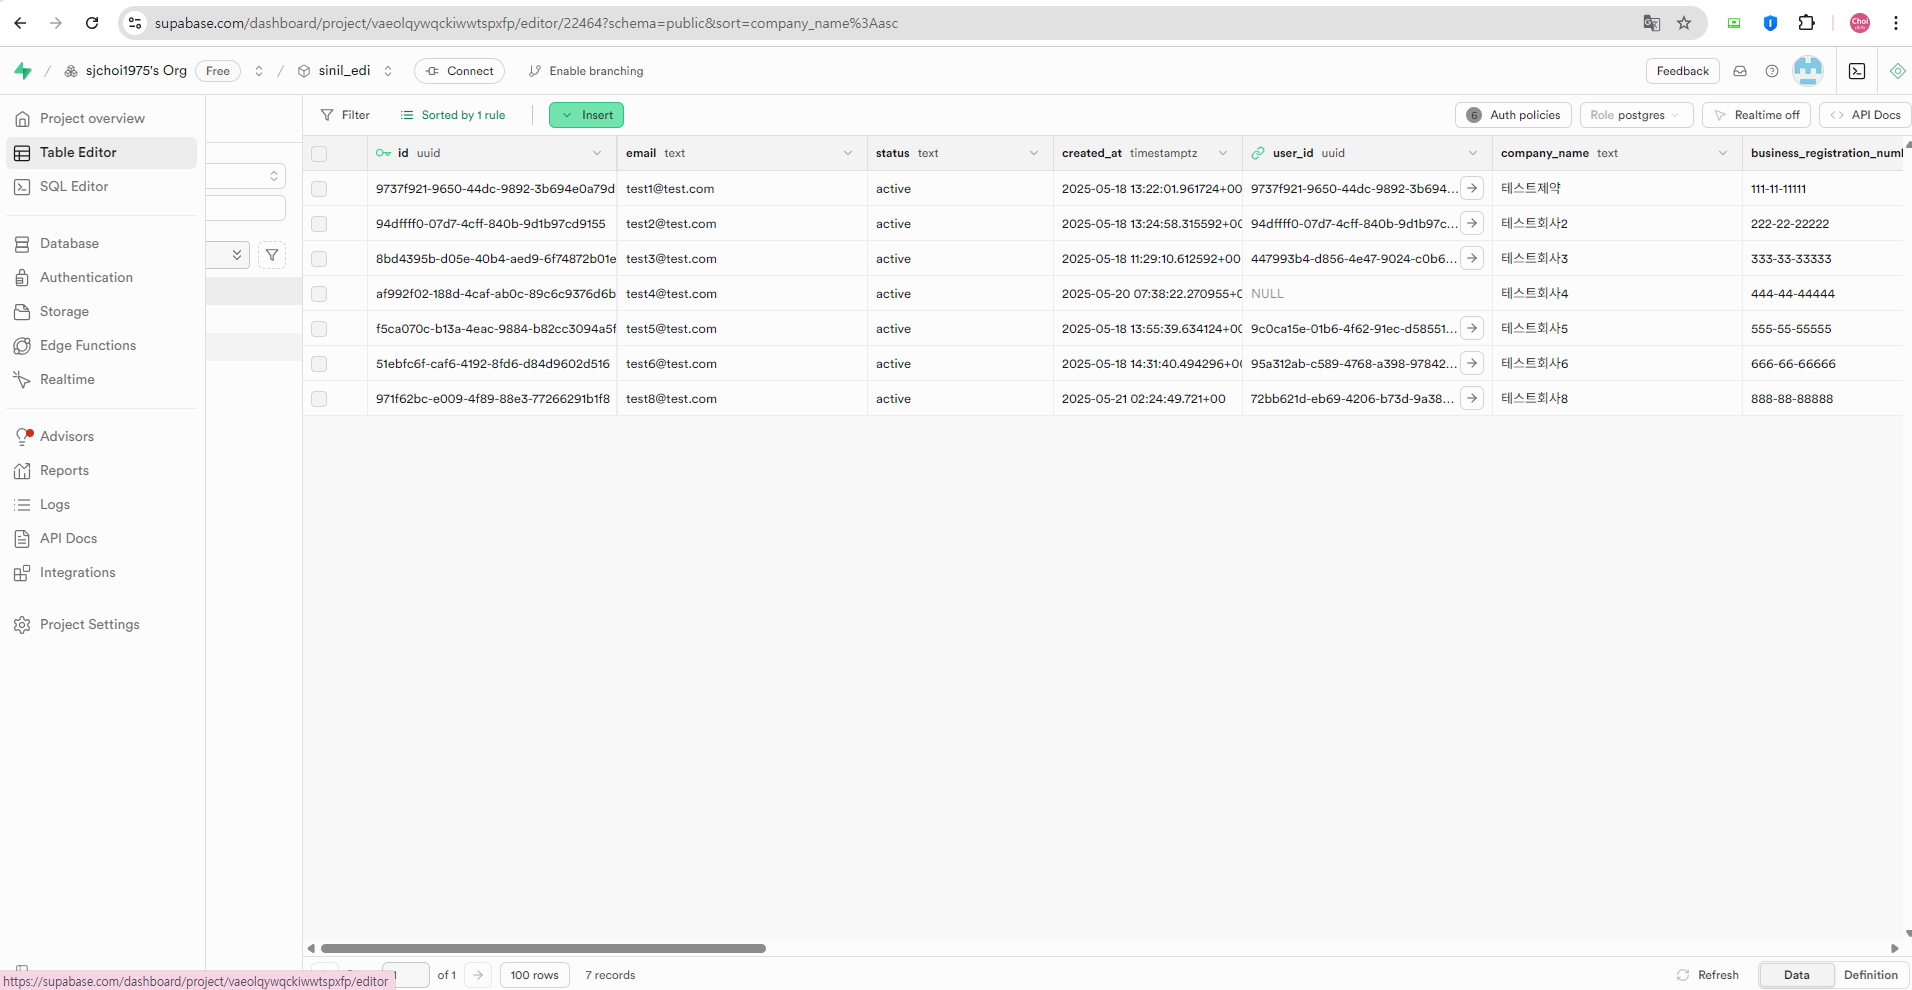 supabase.com/dashboard/project/vaeolqywqckiwwtspxfp/editor/22464?schema=public&sort=company_name%3Aasc
Choi
/ sjchoi1975's Org Free / sinil_edi Connect Enable branching Feedback
Project overview
Table Editor
SQL Editor
Database
Authentication
Storage
Edge Functions
Realtime
Advisors
Reports
Logs
API Docs
Integrations
Project Settings
Filter Sorted by 1 rule Insert 6 Auth policies Role postgres Realtime off API Docs
id uuid email text status text created_at timestamptz user_id uuid company_name text business_registration_num
9737f921-9650-44dc-9892-3b694e0a79d test1@test.com active 2025-05-18 13:22:01.961724+00 9737f921-9650-44dc-9892-3b694... 테스트제약 111-11-11111
94dffff0-07d7-4cff-840b-9d1b97cd9155 test2@test.com active 2025-05-18 13:24:58.315592+00 94dffff0-07d7-4cff-840b-9d1b97c... 테스트회사2 222-22-22222
8bd4395b-d05e-40b4-aed9-6f74872b01e test3@test.com active 2025-05-18 11:29:10.612592+00 447993b4-d856-4e47-9024-c0b6... 테스트회사3 333-33-33333
af992f02-188d-4caf-ab0c-89c6c9376d6b test4@test.com active 2025-05-20 07:38:22.270955+0 NULL 테스트회사4 444-44-44444
f5ca070c-b13a-4eac-9884-b82cc3094a5f test5@test.com active 2025-05-18 13:55:39.634124+00 9c0ca15e-01b6-4f62-91ec-d58551... 테스트회사5 555-55-55555
51ebfc6f-caf6-4192-8fd6-d84d9602d516 test6@test.com active 2025-05-18 14:31:40.494296+00 95a312ab-c589-4768-a398-97842... 테스트회사6 666-66-66666
971f62bc-e009-4f89-88e3-77266291b1f8 test8@test.com active 2025-05-21 02:24:49.721+00 72bb621d-eb69-4206-b73d-9a38... 테스트회사8 888-88-88888
1 of 1 100 rows 7 records Refresh Data Definition
https://supabase.com/dashboard/project/vaeolqywqckiwwtspxfp/editor